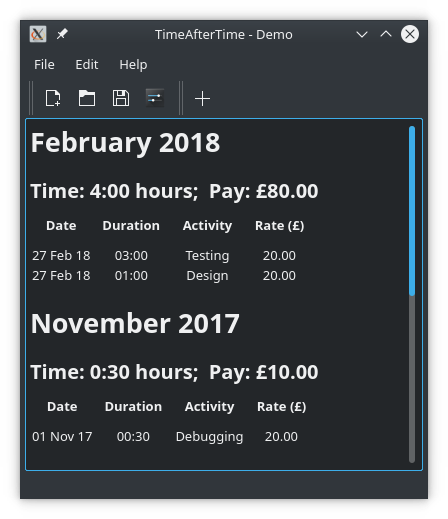 TimeAfterTime - Demo
File Edit Help
February 2018
Time: 4:00 hours; Pay: £80.00
Date Duration Activity Rate (£)
27 Feb 18 03:00 Testing 20.00
27 Feb 18 01:00 Design 20.00
November 2017
Time: 0:30 hours; Pay: £10.00
Date Duration Activity Rate (£)
01 Nov 17 00:30 Debugging 20.00